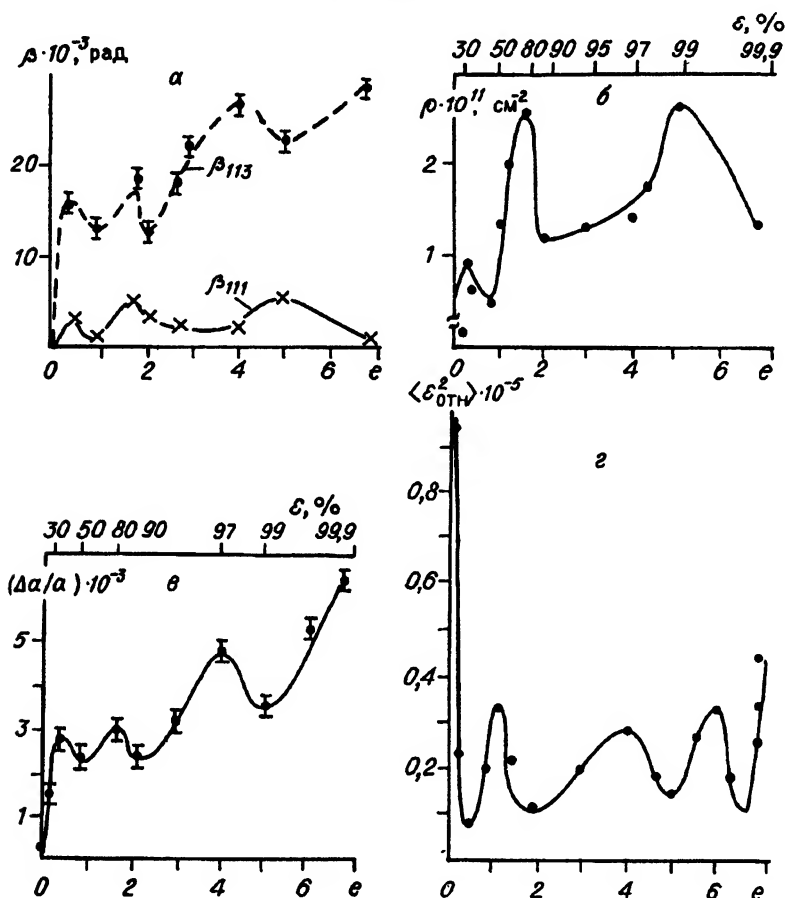 β·10⁻³, рад
а
20
10
β₁₁₃
β₁₁₁
0 2 4 6 e
ε, %
30 50 80 90 95 97 99 99,9
ρ·10¹¹, см⁻²
б
2
1
0 2 4 6 e
ε, %
30 50 80 90 97 99 99,9
(Δa/a)·10⁻³
в
5
3
1
0 2 4 6 e
⟨ε²отн⟩·10⁻⁵
г
0,8
0,6
0,4
0,2
0 2 4 6 e